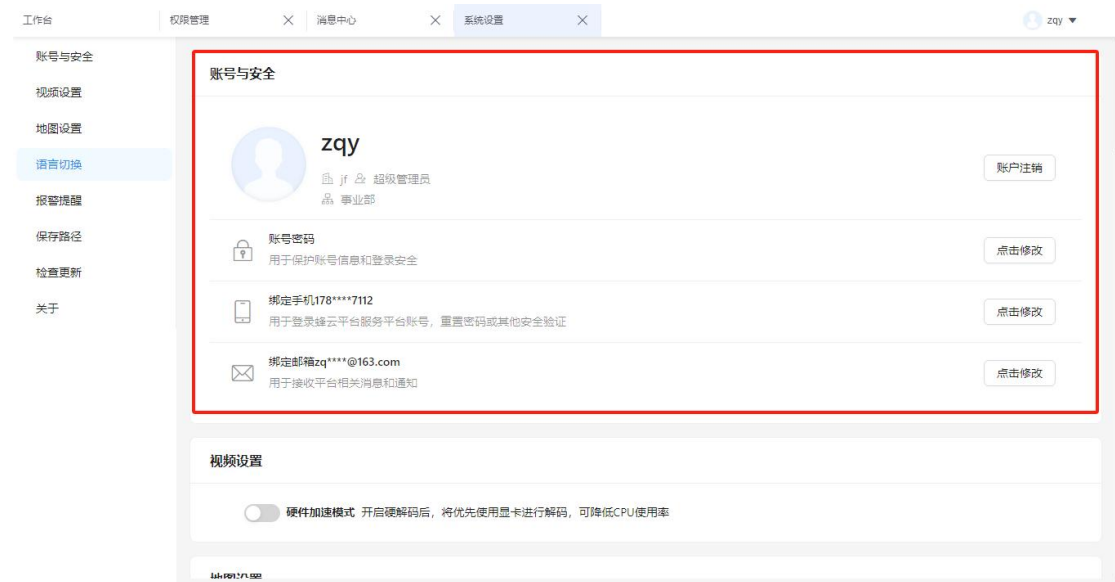 工作台 权限管理 消息中心 系统设置 zqy
账号与安全
视频设置
地图设置
语言切换
报警提醒
保存路径
检查更新
关于
账号与安全
zqy
jf 超级管理员
事业部
账户注销
账号密码
用于保护账号信息和登录安全
点击修改
绑定手机178****7112
用于登录蜂云平台服务平台账号，重置密码或其他安全验证
点击修改
绑定邮箱zq****@163.com
用于接收平台相关消息和通知
点击修改
视频设置
硬件加速模式 开启硬解码后，将优先使用显卡进行解码，可降低CPU使用率
地图设置